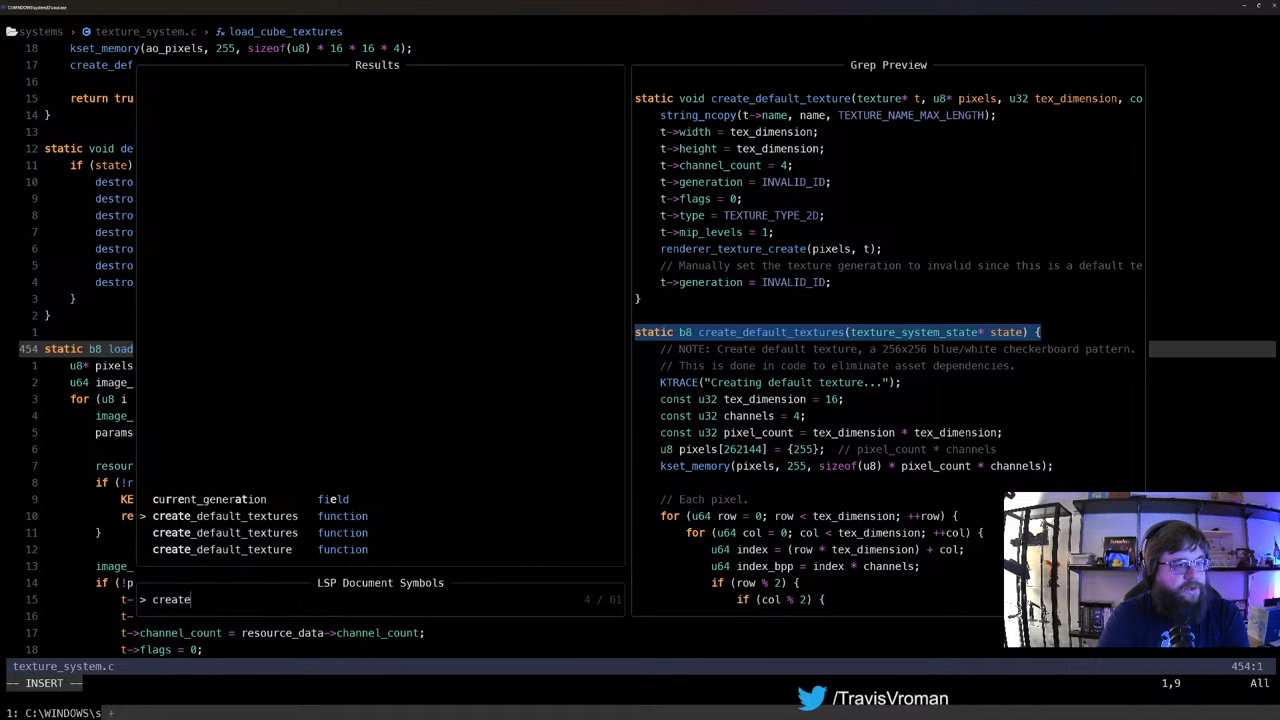 C:\WINDOWS\system32\cmd.exe
systems > texture_system.c > load_cube_textures
18 kset_memory(ao_pixels, 255, sizeof(u8) * 16 * 16 * 4);
17 create_def
16
15 return tru
14 }
13
12 static void de
11 if (state)
10 destro
9 destro
8 destro
7 destro
6 destro
5 destro
4 destro
3 }
2 }
1
454 static b8 load
1 u8* pixels
2 u64 image_
3 for (u8 i
4 image_
5 params
6
7 resour
8 if (!r
9 KE
10 re
11 }
12 image_
13
14 if (!p
15 t-
16 t-
17 t->channel_count = resource_data->channel_count;
18 t->flags = 0;
Results
current_generation field
> create_default_textures function
create_default_textures function
create_default_texture function
LSP Document Symbols
> create 4 / 61
Grep Preview
static void create_default_texture(texture* t, u8* pixels, u32 tex_dimension, co
string_ncopy(t->name, name, TEXTURE_NAME_MAX_LENGTH);
t->width = tex_dimension;
t->height = tex_dimension;
t->channel_count = 4;
t->generation = INVALID_ID;
t->flags = 0;
t->type = TEXTURE_TYPE_2D;
t->mip_levels = 1;
renderer_texture_create(pixels, t);
// Manually set the texture generation to invalid since this is a default te
t->generation = INVALID_ID;
}
static b8 create_default_textures(texture_system_state* state) {
// NOTE: Create default texture, a 256x256 blue/white checkerboard pattern.
// This is done in code to eliminate asset dependencies.
KTRACE("Creating default texture...");
const u32 tex_dimension = 16;
const u32 channels = 4;
const u32 pixel_count = tex_dimension * tex_dimension;
u8 pixels[262144] = {255}; // pixel_count * channels
kset_memory(pixels, 255, sizeof(u8) * pixel_count * channels);
// Each pixel.
for (u64 row = 0; row < tex_dimension; ++row) {
for (u64 col = 0; col < tex_dimension; ++col) {
u64 index = (row * tex_dimension) + col;
u64 index_bpp = index * channels;
if (row % 2) {
if (col % 2) {
texture_system.c 454:1
-- INSERT -- 1,9 All
/TravisVroman
1: C:\WINDOWS\s +